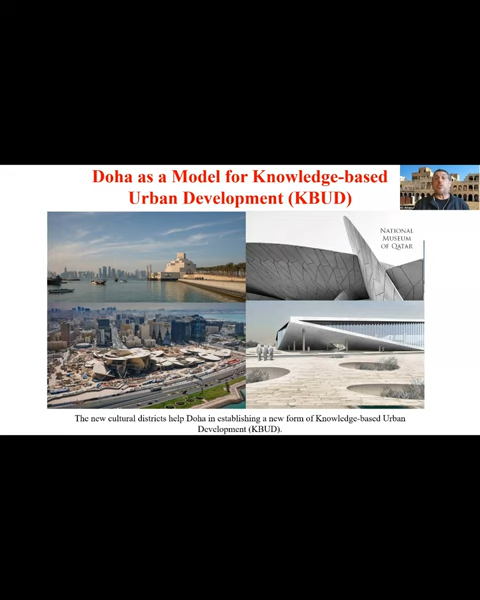 Doha as a Model for Knowledge-based
Urban Development (KBUD)
NATIONAL
MUSEUM
OF QATAR
The new cultural districts help Doha in establishing a new form of Knowledge-based Urban
Development (KBUD).